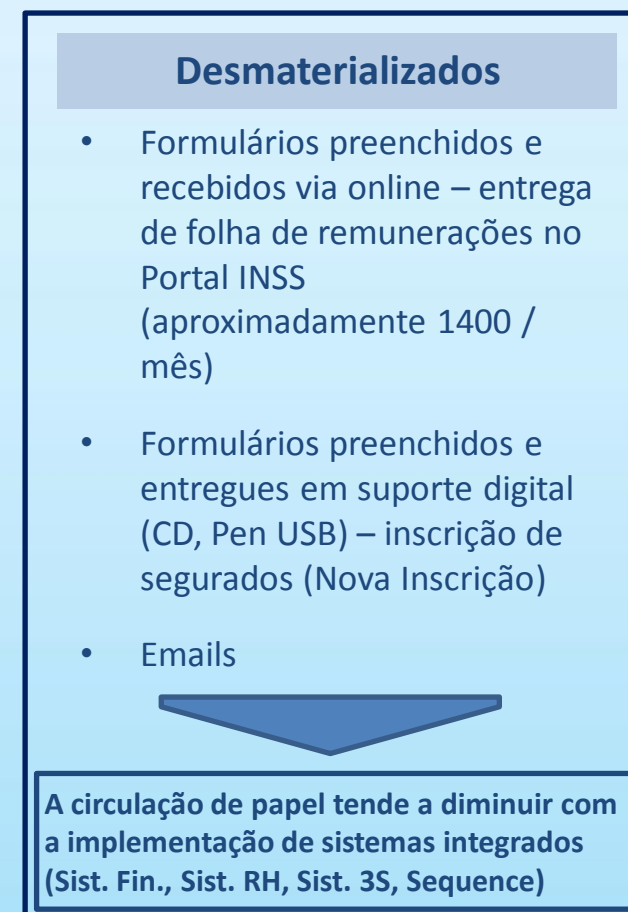 Desmaterializados
• Formulários preenchidos e
recebidos via online – entrega
de folha de remunerações no
Portal INSS
(aproximadamente 1400 /
mês)
• Formulários preenchidos e
entregues em suporte digital
(CD, Pen USB) – inscrição de
segurados (Nova Inscrição)
• Emails
A circulação de papel tende a diminuir com
a implementação de sistemas integrados
(Sist. Fin., Sist. RH, Sist. 3S, Sequence)